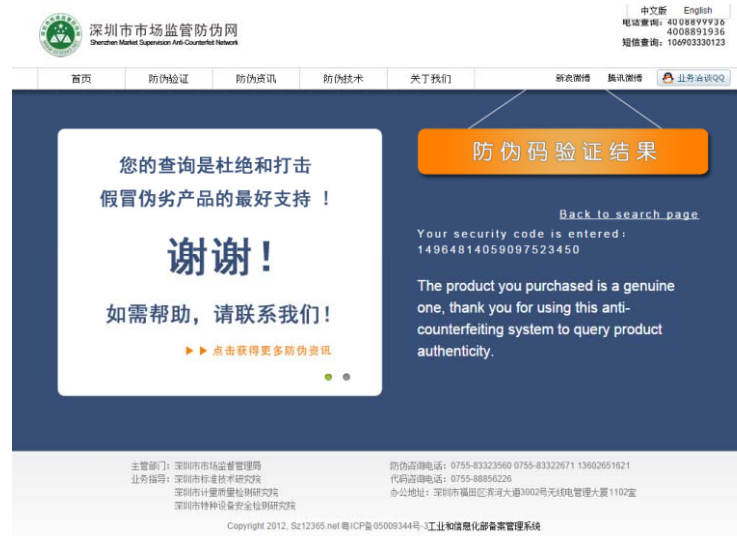 中文版 English
深圳市市场监管防伪网
Shenzhen Market Supervision Anti-Counterfeit Network
电话查询: 4008899936
4008891936
短信查询: 106903330123
首页 防伪验证 防伪资讯 防伪技术 关于我们 新浪微博 腾讯微博 业务洽谈QQ
您的查询是杜绝和打击
假冒伪劣产品的最好支持 !
谢谢!
如需帮助, 请联系我们!
▶▶点击获得更多防伪资讯
防伪码验证结果
Back to search page
Your security code is entered:
14964814059097523450
The product you purchased is a genuine
one, thank you for using this anti-
counterfeiting system to query product
authenticity.
主管部门: 深圳市市场监督管理局
业务指导: 深圳市标准技术研究院
深圳市计量质量检测研究院
深圳市特种设备安全检测研究院
防伪咨询电话: 0755-83323560 0755-83322671 13602651621
代码咨询电话: 0755-88856226
办公地址: 深圳市福田区滨河大道3002号无线电管理大厦1102室
Copyright 2012, Sz12365.net 粤ICP备05009344号-3工业和信息化部备案管理系统